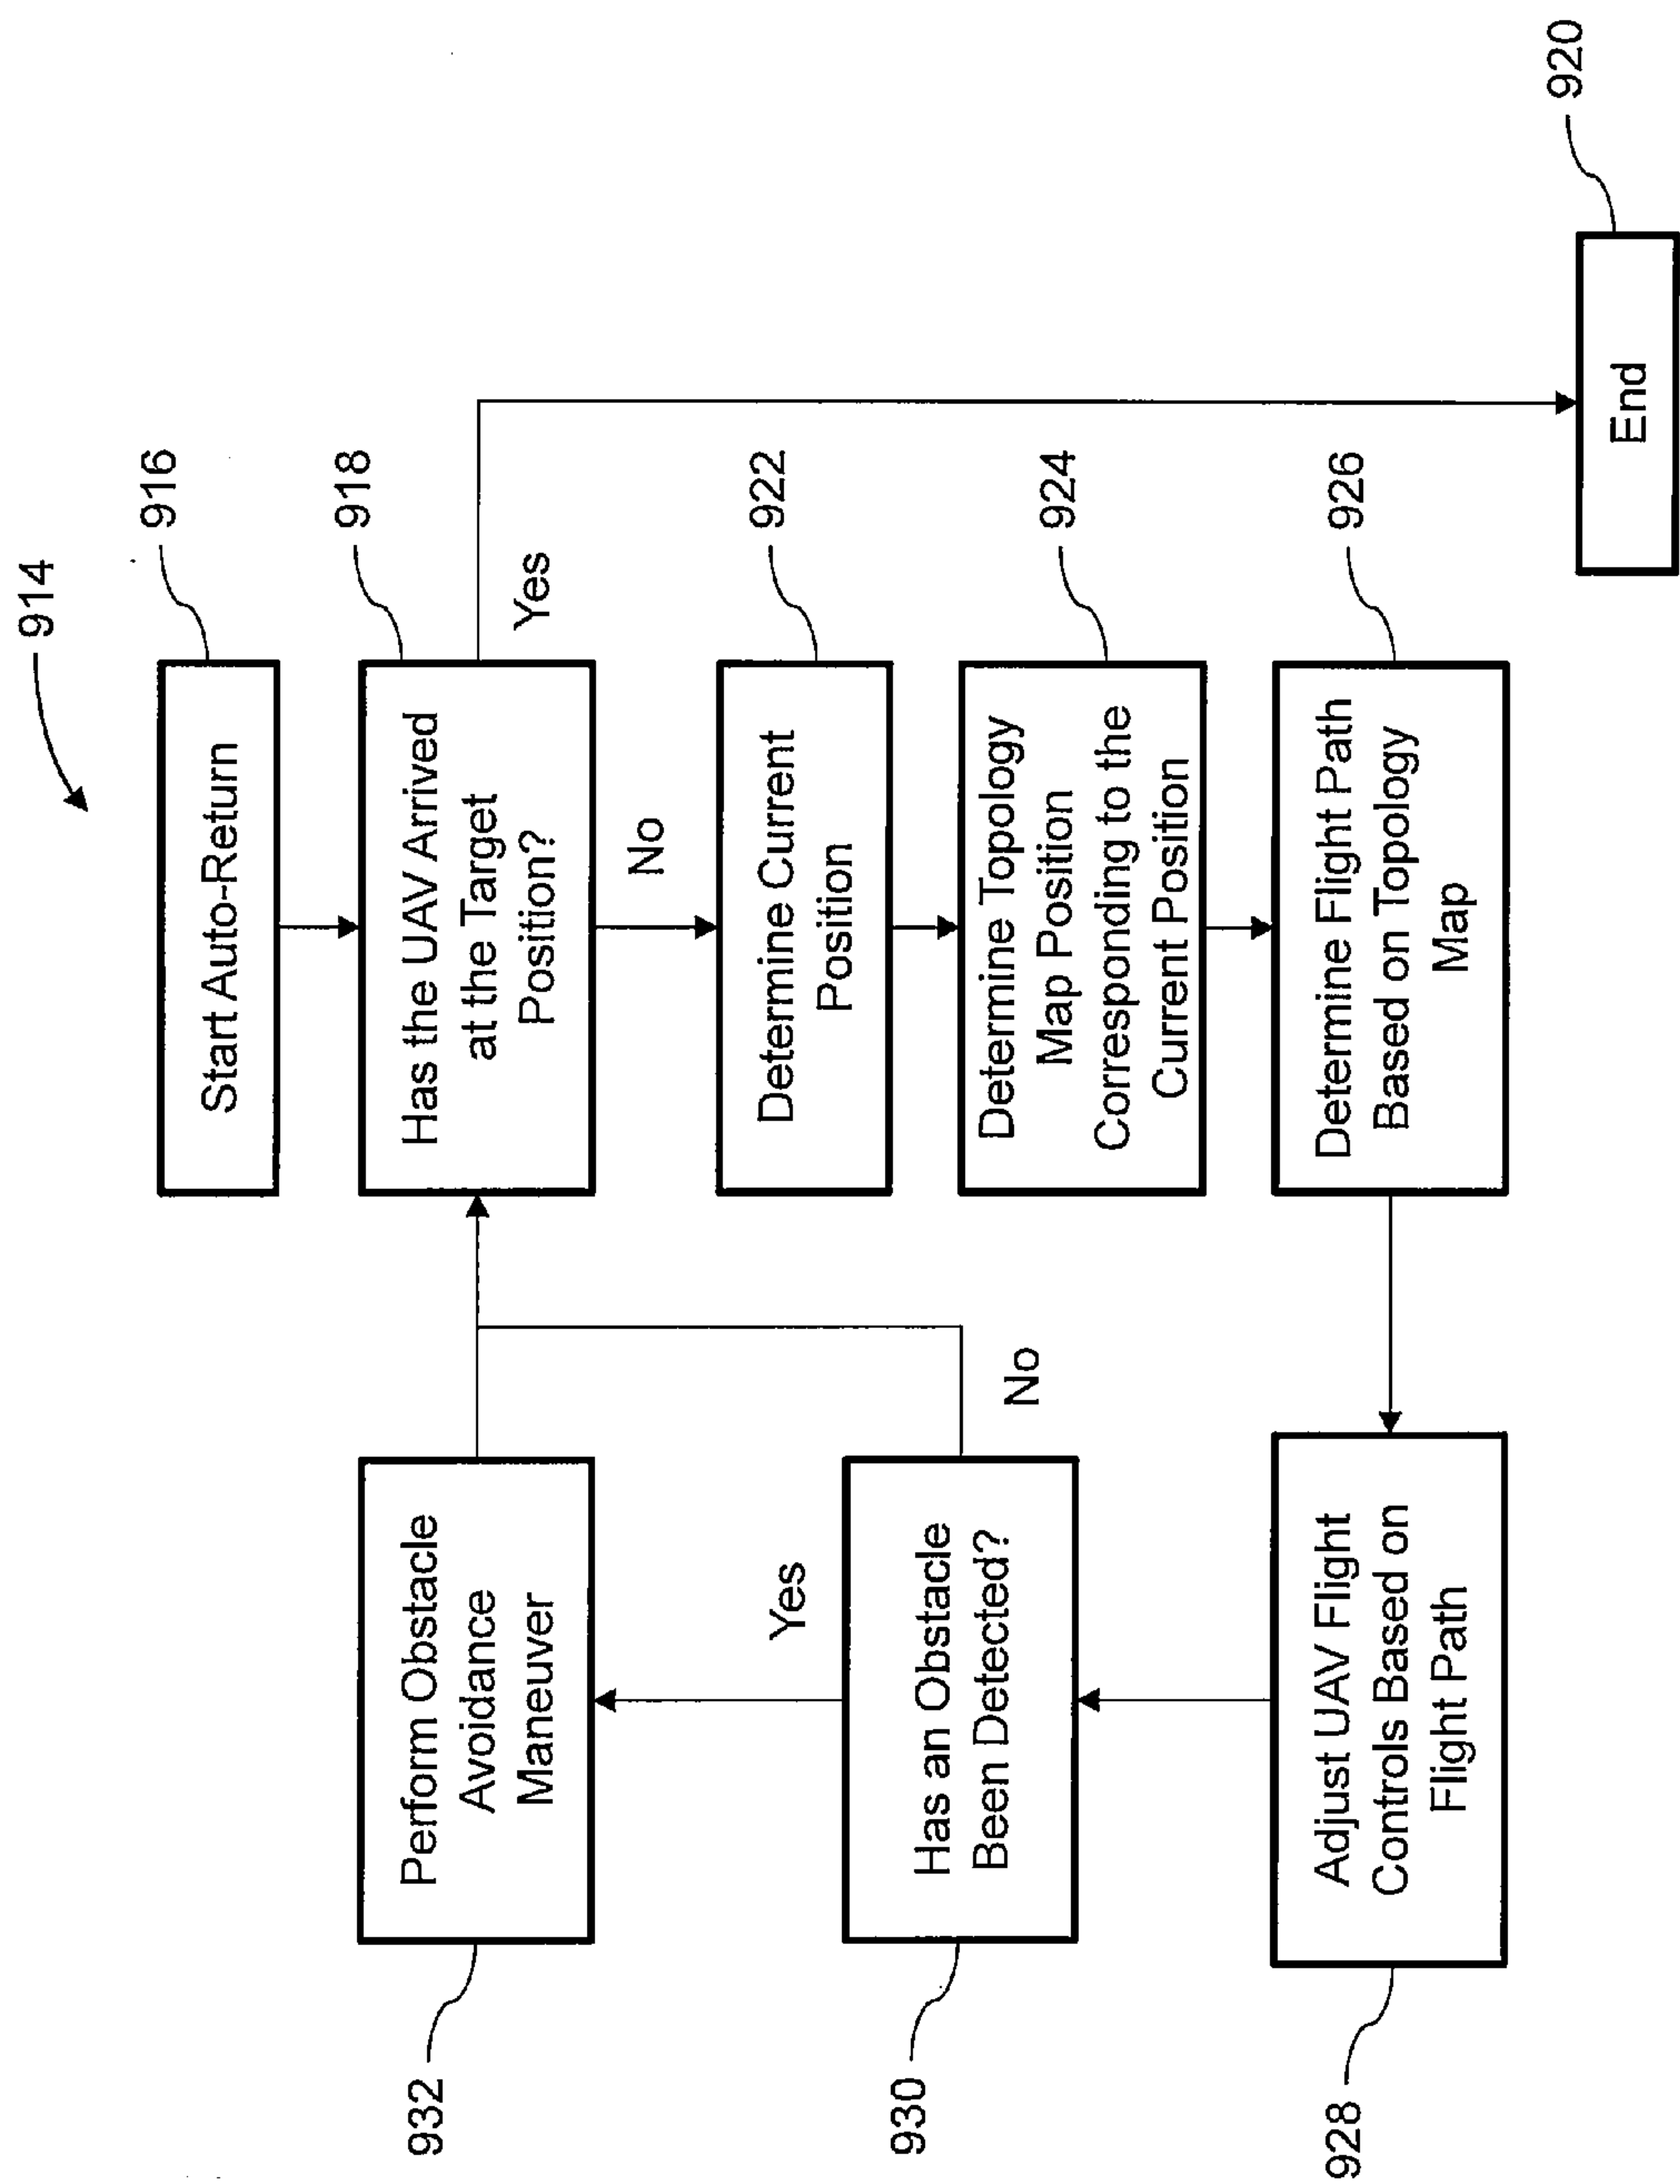 914
Start Auto-Return
916
Has the UAV Arrived
at the Target
Position?
918
Yes
No
Determine Current
Position
922
Determine Topology
Map Position
Corresponding to the
Current Position
924
Determine Flight Path
Based on Topology
Map
926
End
920
Perform Obstacle
Avoidance
Maneuver
932
Yes
Has an Obstacle
Been Detected?
930
No
Adjust UAV Flight
Controls Based on
Flight Path
928